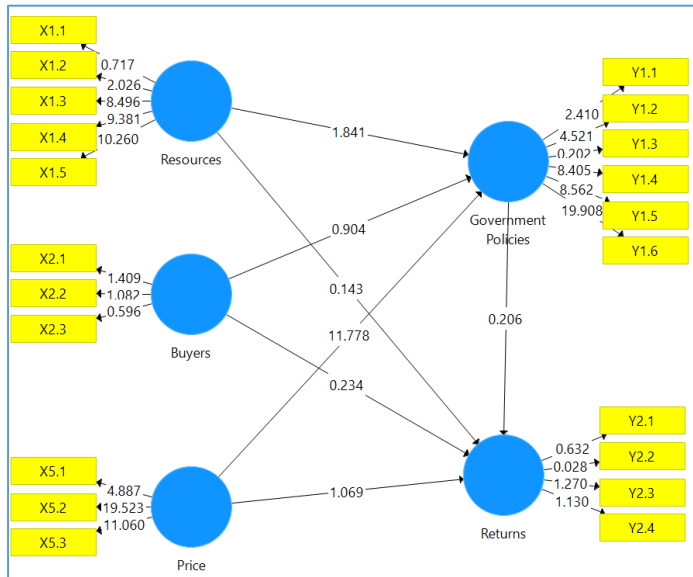 X1.1
X1.2
X1.3
X1.4
X1.5
0.717
2.026
8.496
9.381
10.260
Resources
X2.1
X2.2
X2.3
1.409
1.082
0.596
Buyers
X5.1
X5.2
X5.3
4.887
19.523
11.060
Price
1.841
0.904
0.143
11.778
0.234
1.069
0.206
Government
Policies
2.410
4.521
0.202
8.405
8.562
19.908
Y1.1
Y1.2
Y1.3
Y1.4
Y1.5
Y1.6
Returns
0.632
0.028
1.270
1.130
Y2.1
Y2.2
Y2.3
Y2.4